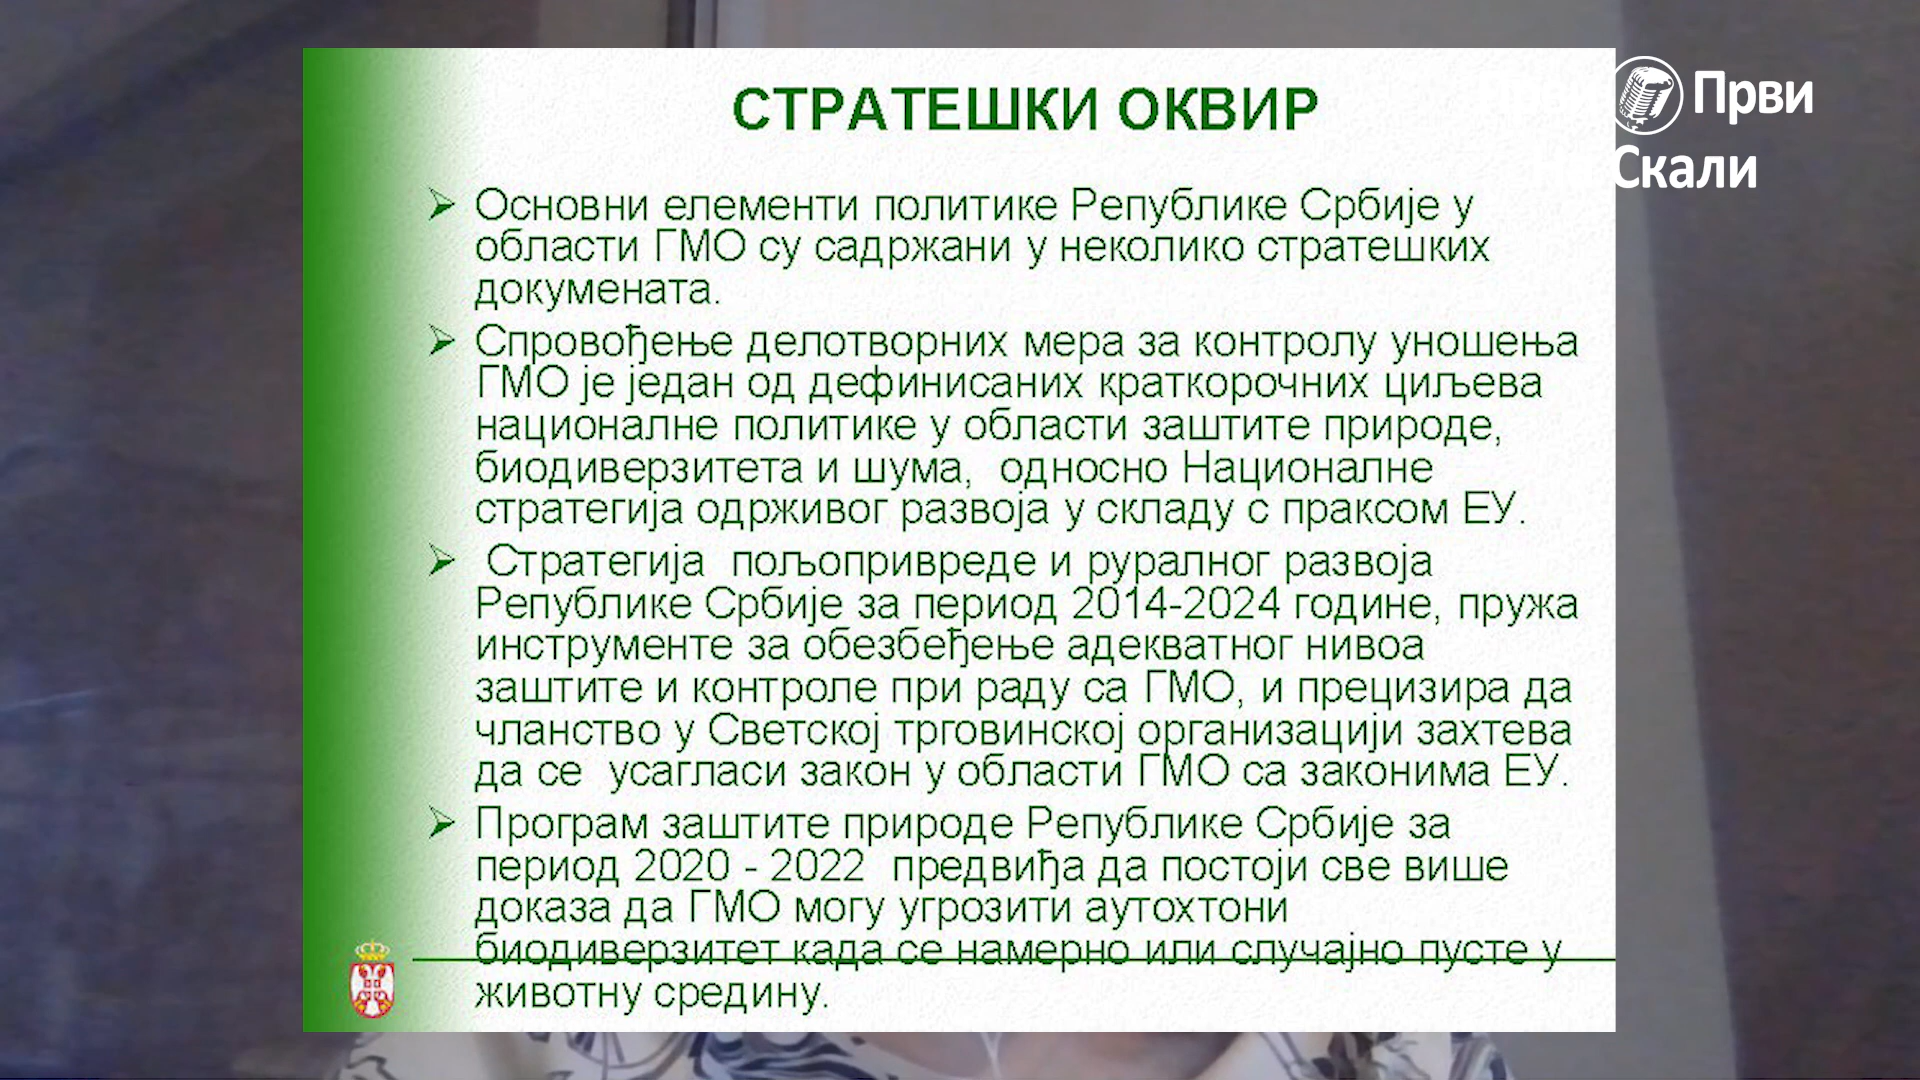 СТРАТЕШКИ ОКВИР
Први
Скали
Основни елементи политике Републике Србије у
области ГМО су садржани у неколико стратешких
докумената.
Спровођење делотворних мера за контролу уношења
ГМО је један од дефинисаних краткорочних циљева
националне политике у области заштите природе,
биодиверзитета и шума, односно Националне
стратегија одрживог развоја у складу с праксом ЕУ.
Стратегија пољопривреде и руралног развоја
Републике Србије за период 2014-2024 године, пружа
инструменте за обезбеђење адекватног нивоа
заштите и контроле при раду са ГМО, и прецизира да
чланство у Светској трговинској организацији захтева
да се усагласи закон у области ГМО са законима ЕУ.
Програм заштите природе Републике Србије за
период 2020 - 2022 предвиђа да постоји све више
доказа да ГМО могу угрозити аутохтони
биодиверзитет када се намерно или случајно пусте у
животну средину.